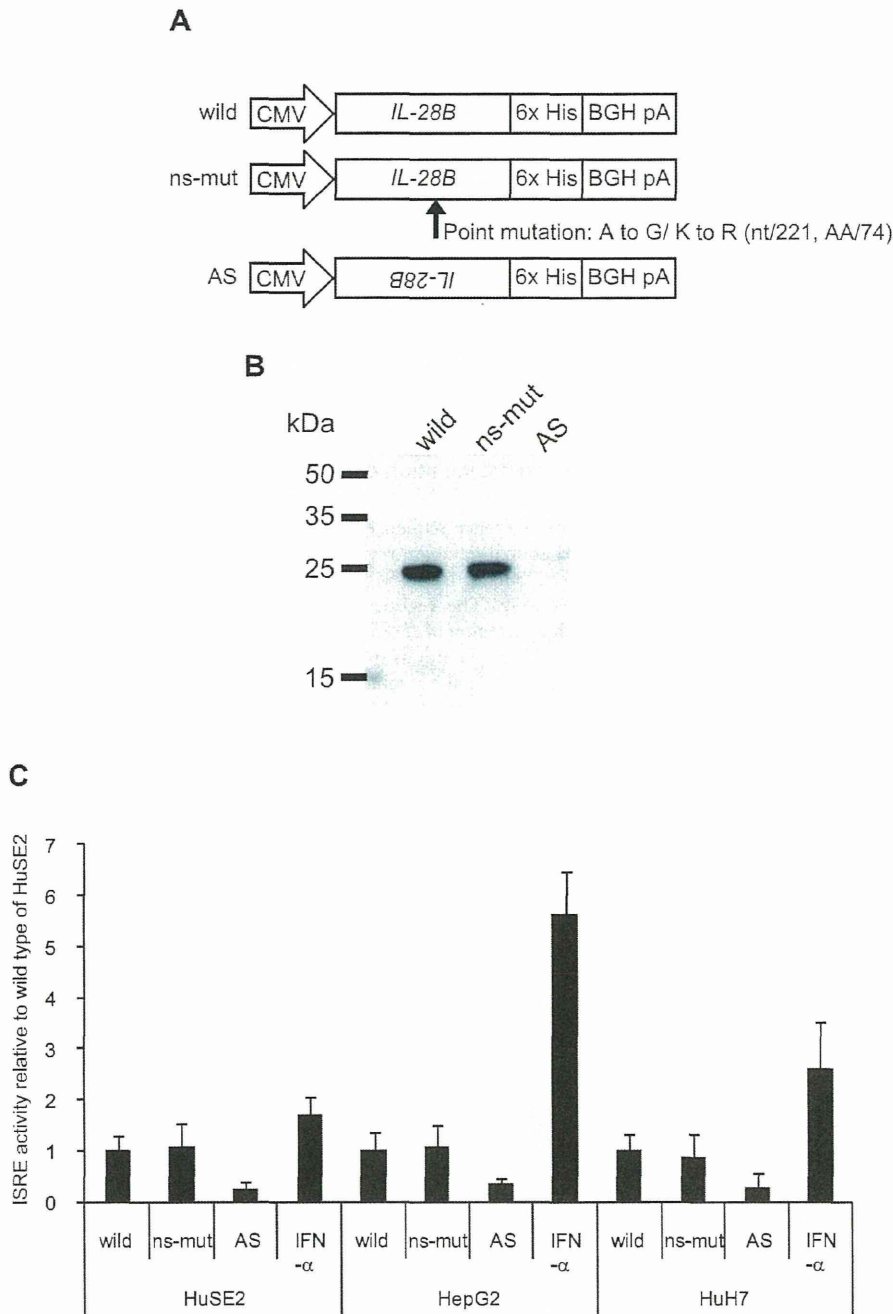 A
wild CMV IL-28B 6x His BGH pA
ns-mut CMV IL-28B 6x His BGH pA
Point mutation: A to G/ K to R (nt/221, AA/74)
AS CMV IL-28B 6x His BGH pA
B
kDa wild ns-mut AS
50
35
25
15
C
ISRE activity relative to wild type of HuSE2
7
6
5
4
3
2
1
0
wild ns-mut AS IFN wild ns-mut AS IFN wild ns-mut AS IFN
-α -α -α
HuSE2 HepG2 HuH7